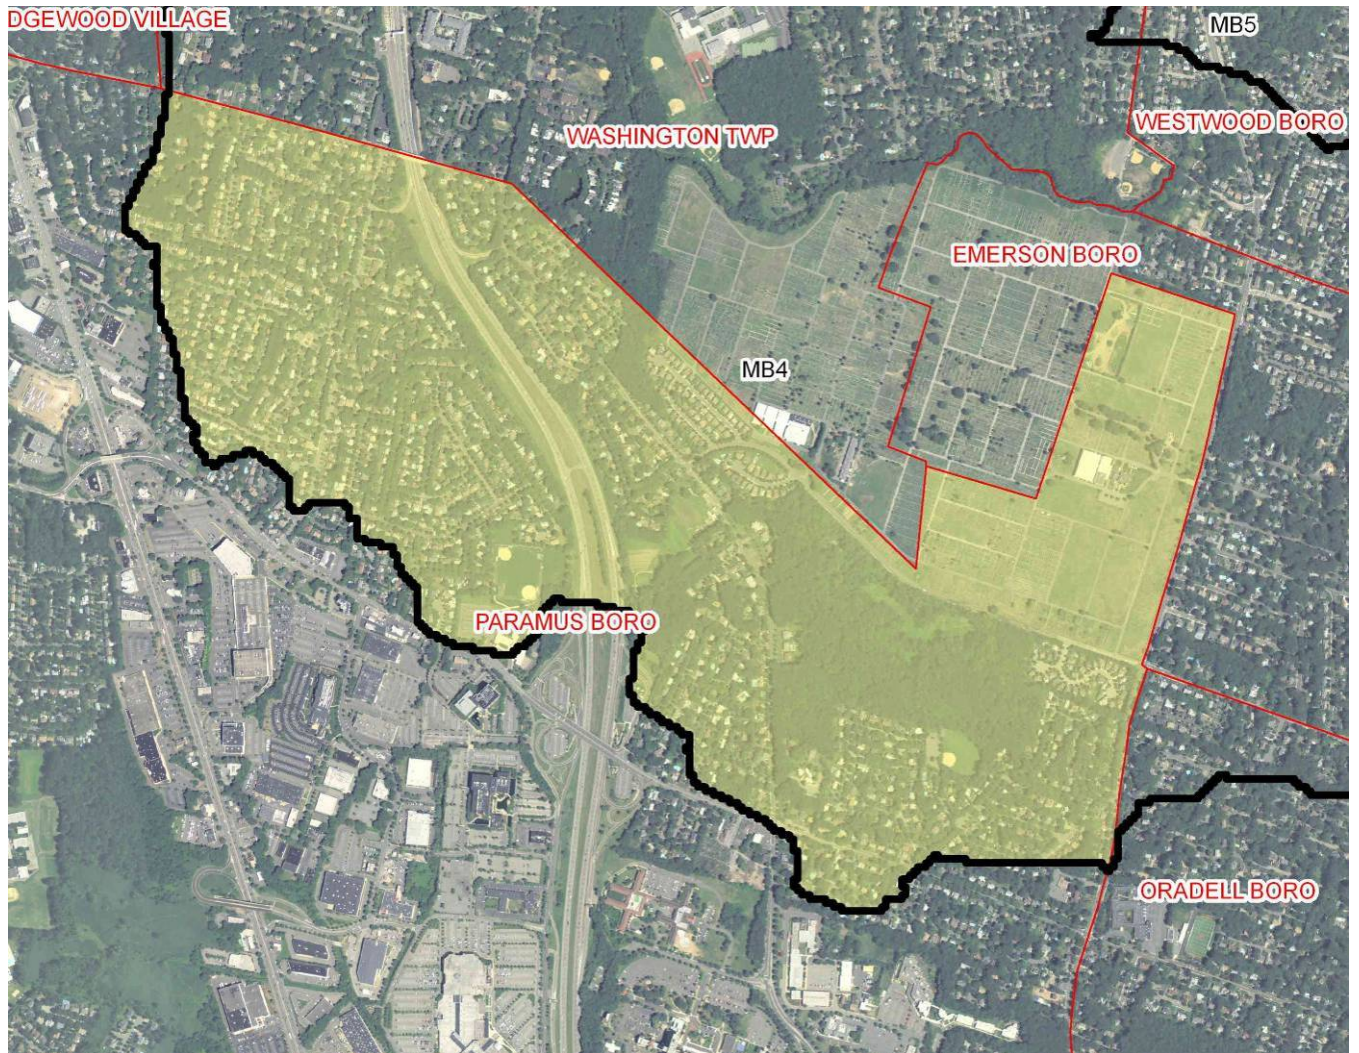 DGEWOOD VILLAGE
MB5
WESTWOOD BORO
WASHINGTON TWP
EMERSON BORO
MB4
PARAMUS BORO
ORADELL BORO